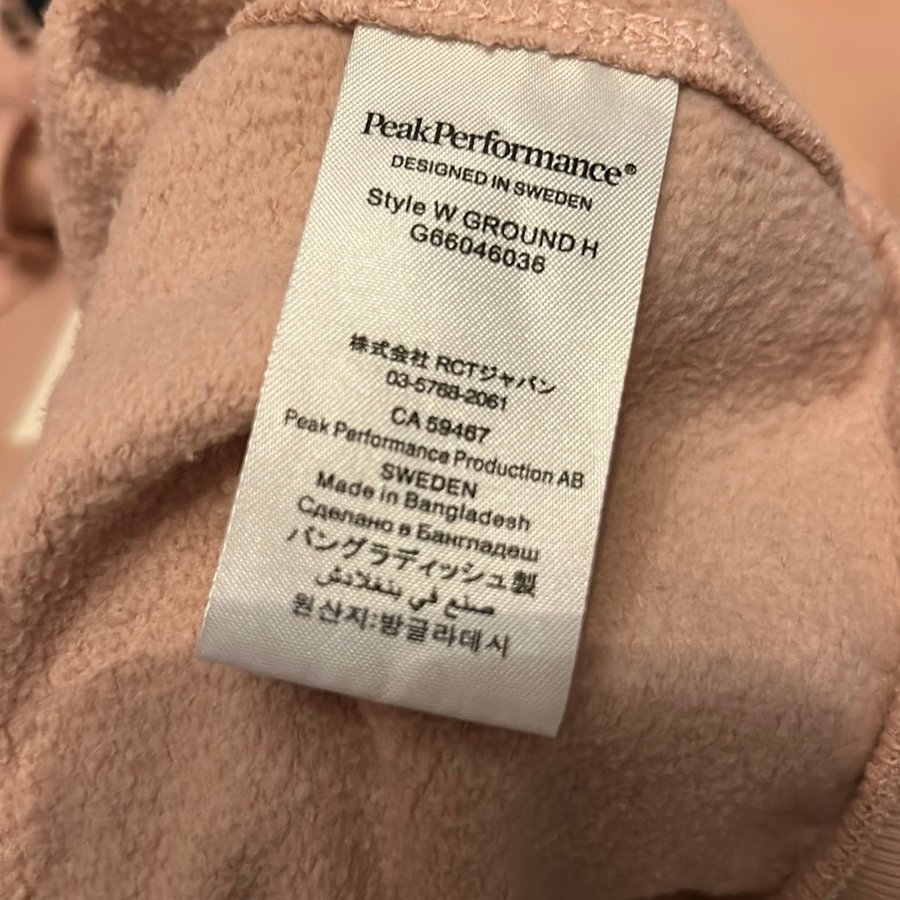 PeakPerformance®
DESIGNED IN SWEDEN
Style W GROUND H
G66046036
株式会社 RCTジャパン
03-5768-2061
CA 59467
Peak Performance Production AB
SWEDEN
Made in Bangladesh
Сделано в Бангладеш
バングラディッシュ製
صنع في بنغلادش
원산지:방글라데시